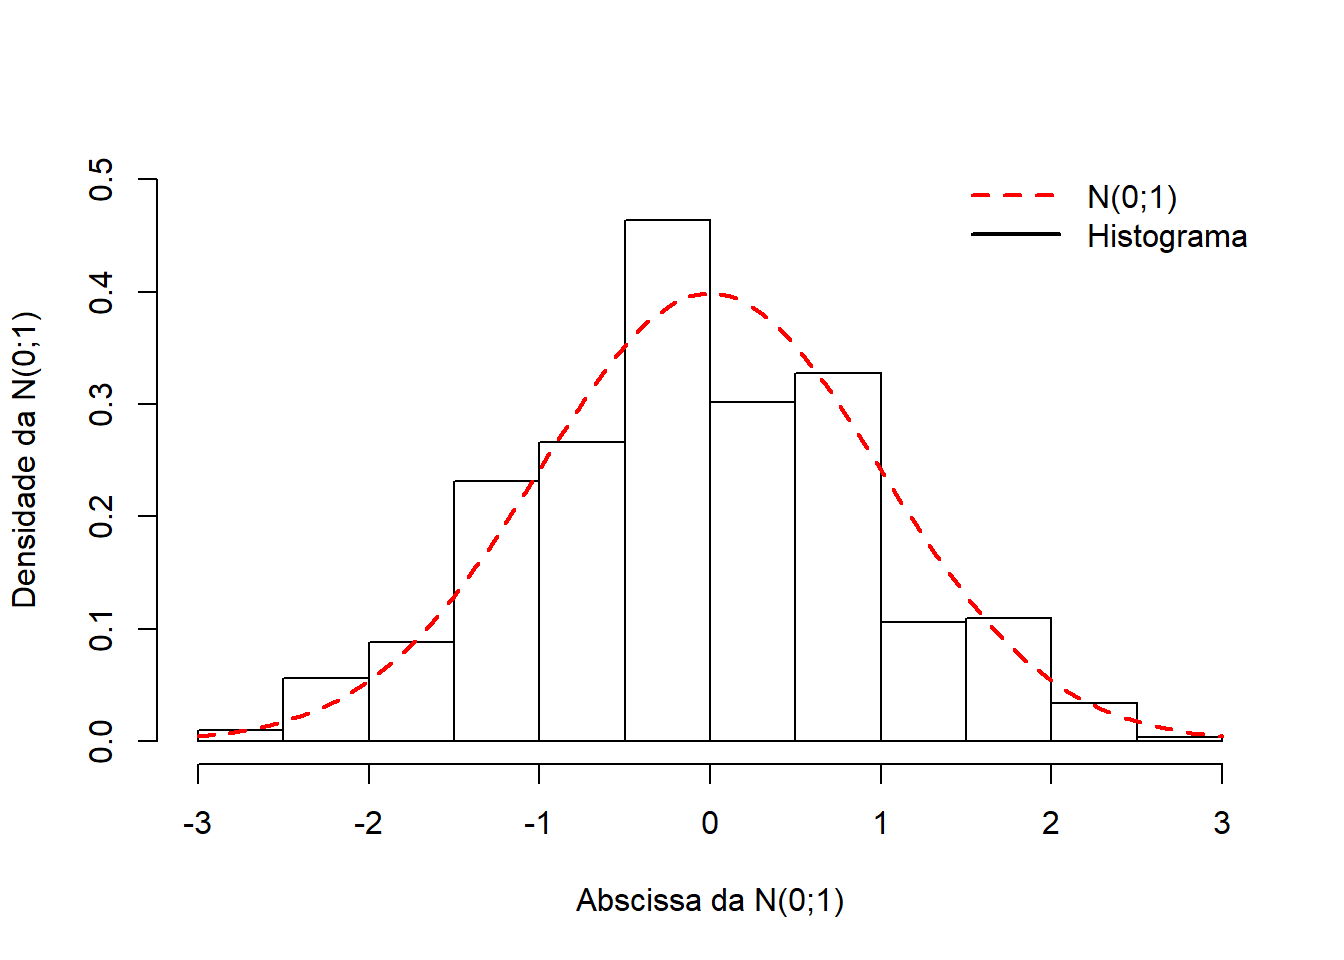 N(0;1)
Histograma
Densidade da N(0;1)
0.5
0.4
0.3
0.2
0.1
0.0
-3 -2 -1 0 1 2 3
Abscissa da N(0;1)